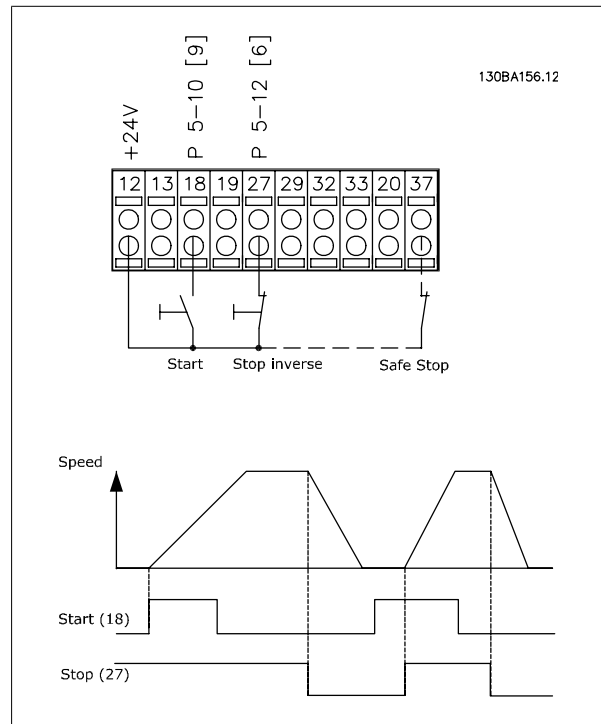 130BA156.12
+24V
P 5-10 [9]
P 5-12 [6]
12 13 18 19 27 29 32 33 20 37
Start Stop inverse Safe Stop
Speed
Start (18)
Stop (27)